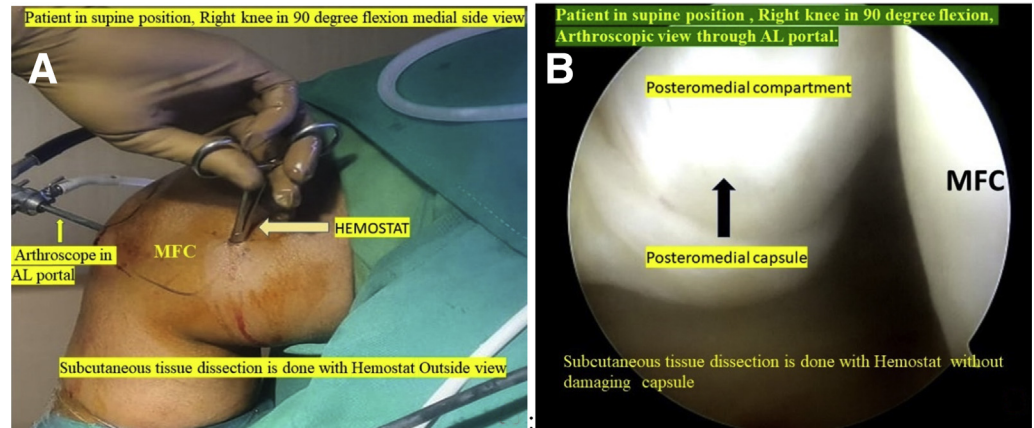 Patient in supine position, Right knee in 90 degree flexion medial side view
A
HEMOSTAT
MFC
Arthroscope in
AL portal
Subcutaneous tissue dissection is done with Hemostat Outside view
Patient in supine position , Right knee in 90 degree flexion,
Arthroscopic view through AL portal.
B
Posteromedial compartment
MFC
Posteromedial capsule
Subcutaneous tissue dissection is done with Hemostat without
damaging capsule